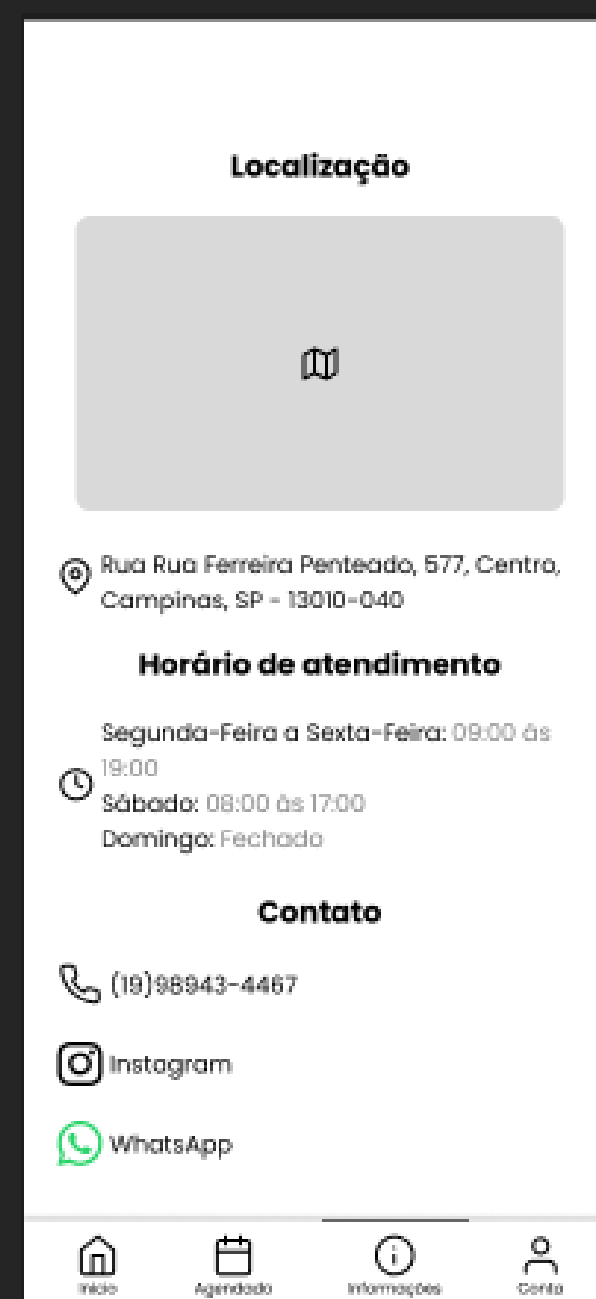 Localização
Rua Rua Ferreira Penteado, 577, Centro,
Campinas, SP - 13010-040
Horário de atendimento
Segunda-Feira a Sexta-Feira: 09:00 ás
19:00
Sábado: 08:00 às 17:00
Domingo: Fechado
Contato
(19)98943-4467
Instagram
WhatsApp
Início
Agendado
Informações
Conta